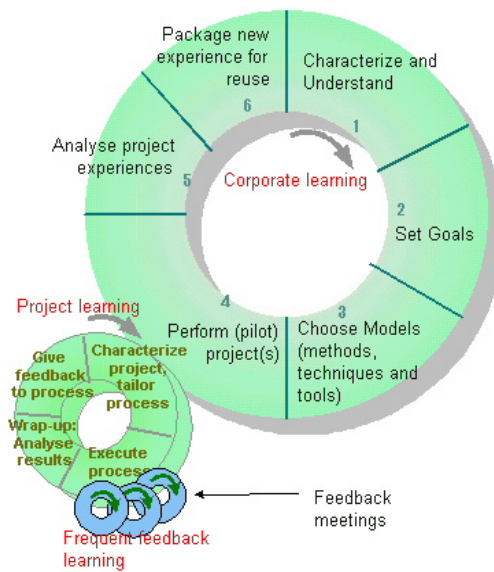 Package new
experience for
reuse
6
Characterize and
Understand
1
Analyse project
experiences
5
Corporate learning
2
Set Goals
4
Perform (pilot)
project(s)
3
Choose Models
(methods,
techniques and
tools)
Project learning
Give
feedback
to process
Characterize
project,
tailor
process
Wrap-up:
Analyse
results
Execute
process
Feedback
meetings
Frequent feedback
learning